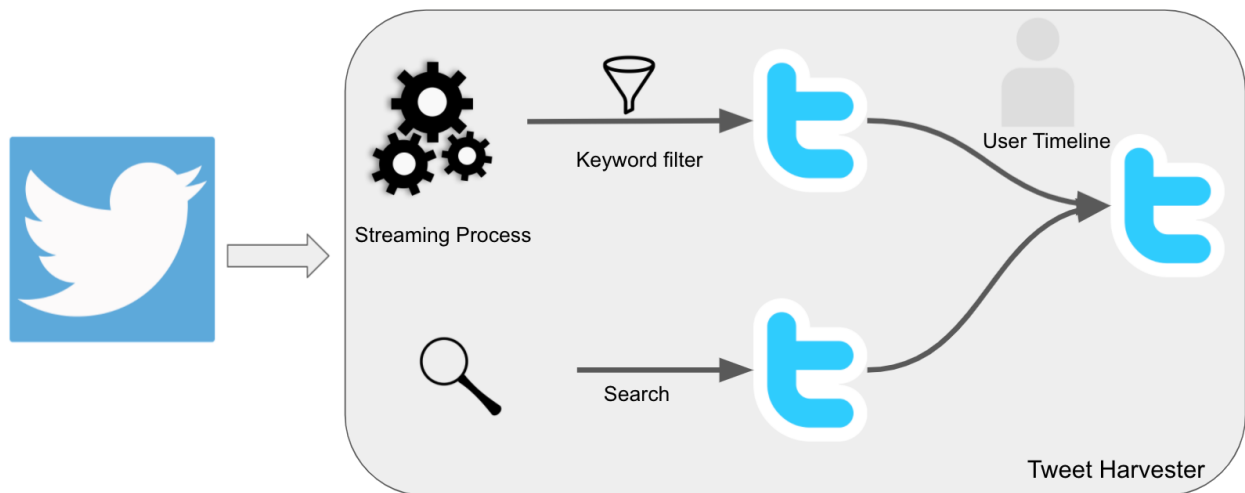 Keyword filter
User Timeline
Streaming Process
Search
Tweet Harvester